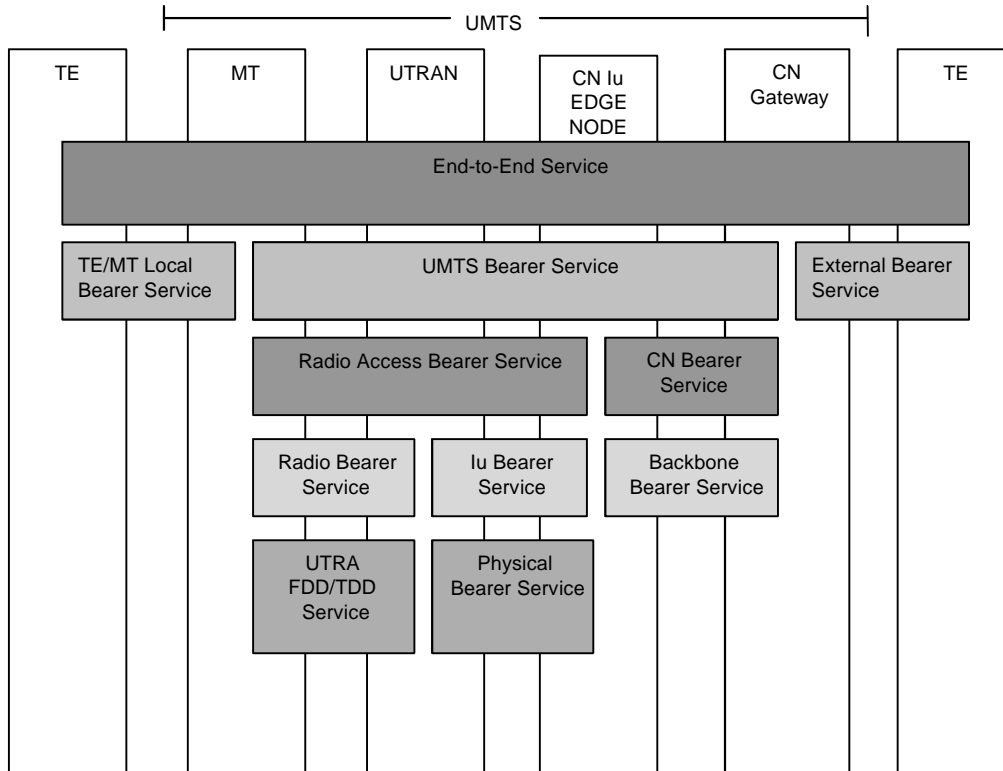 UMTS
TE
MT
UTRAN
CN Iu
EDGE
NODE
CN
Gateway
TE
End-to-End Service
TE/MT Local
Bearer Service
UMTS Bearer Service
External Bearer
Service
Radio Access Bearer Service
CN Bearer
Service
Radio Bearer
Service
Iu Bearer
Service
Backbone
Bearer Service
UTRA
FDD/TDD
Service
Physical
Bearer Service